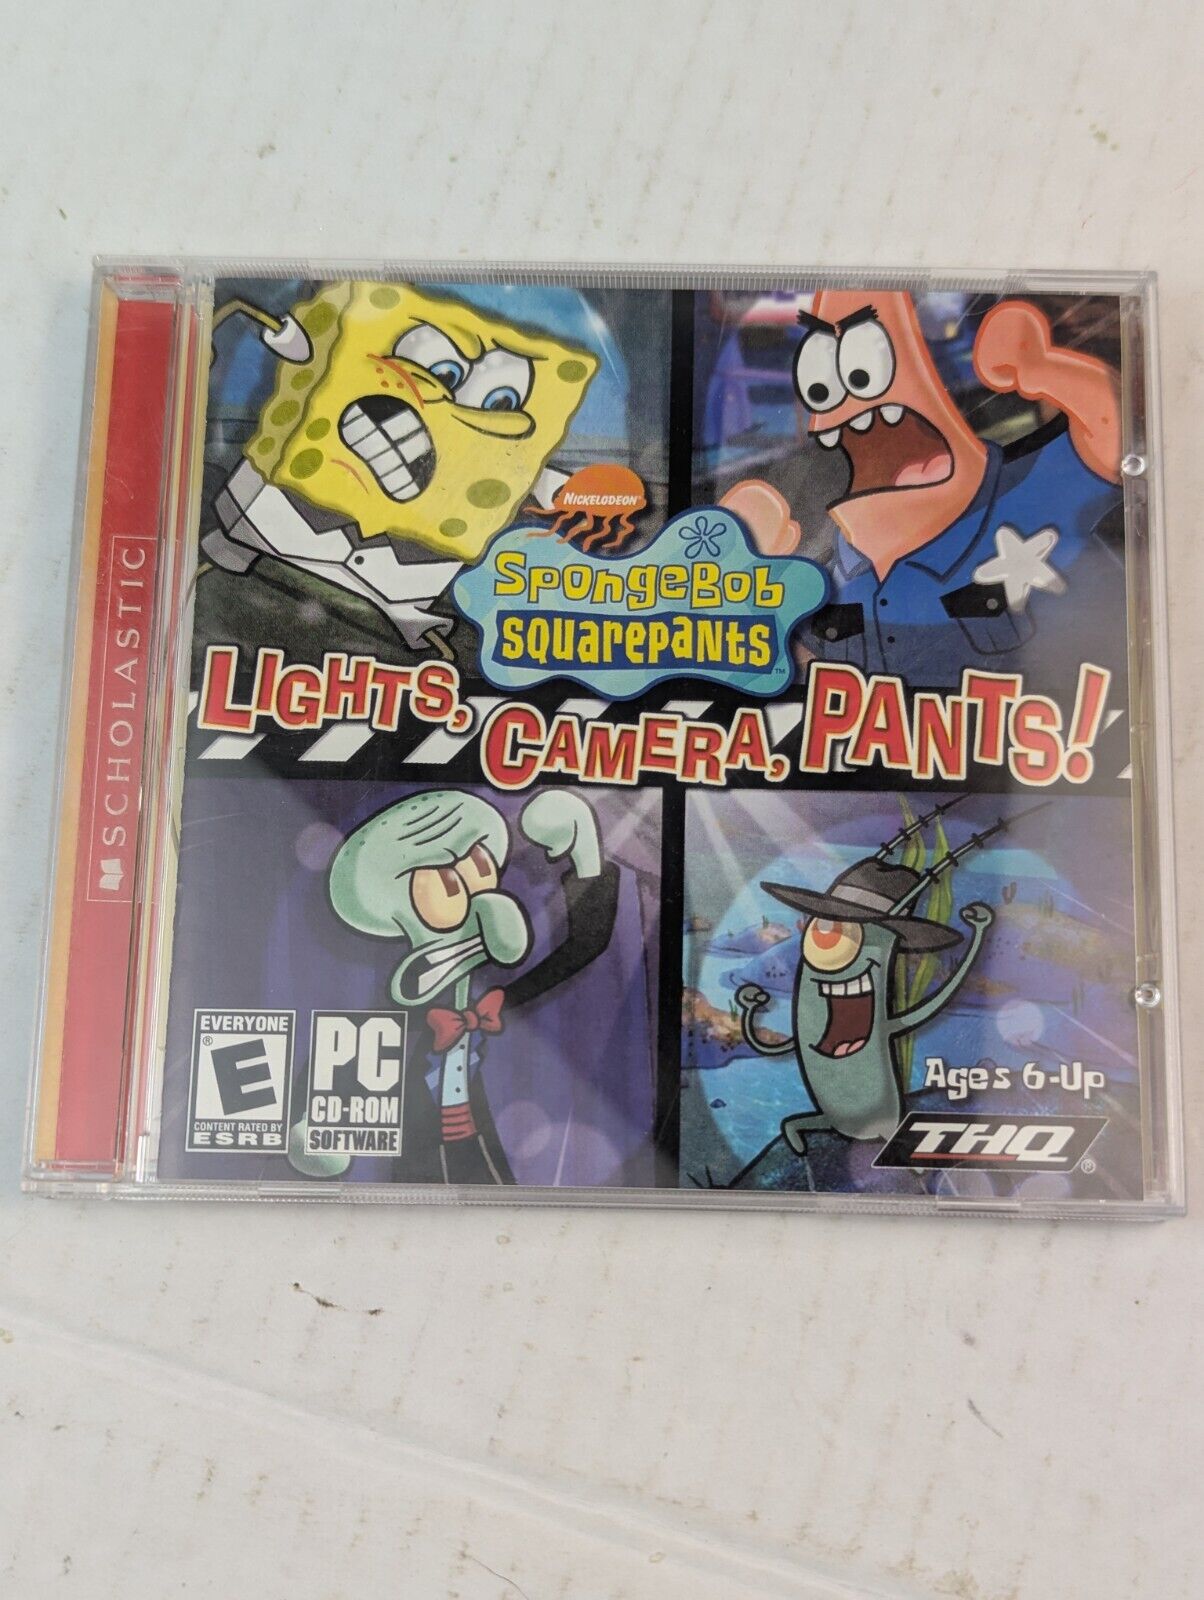 SCHOLASTIC
NICKELODEON
SpongeBob
SQUAREPANTS
™
LIGHTS, CAMERA, PANTS!
EVERYONE
E
®
CONTENT RATED BY
ESRB
PC
CD-ROM
SOFTWARE
Ages 6-Up
THQ
®